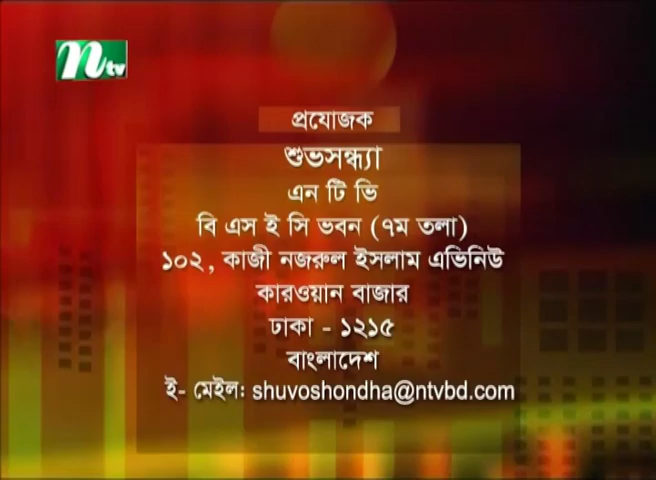 ntv
প্রযোজক
শুভসন্ধ্যা
এন টি ভি
বি এস ই সি ভবন (৭ম তলা)
১০২, কাজী নজরুল ইসলাম এভিনিউ
কারওয়ান বাজার
ঢাকা - ১২১৫
বাংলাদেশ
ই- মেইল: shuvoshondha@ntvbd.com